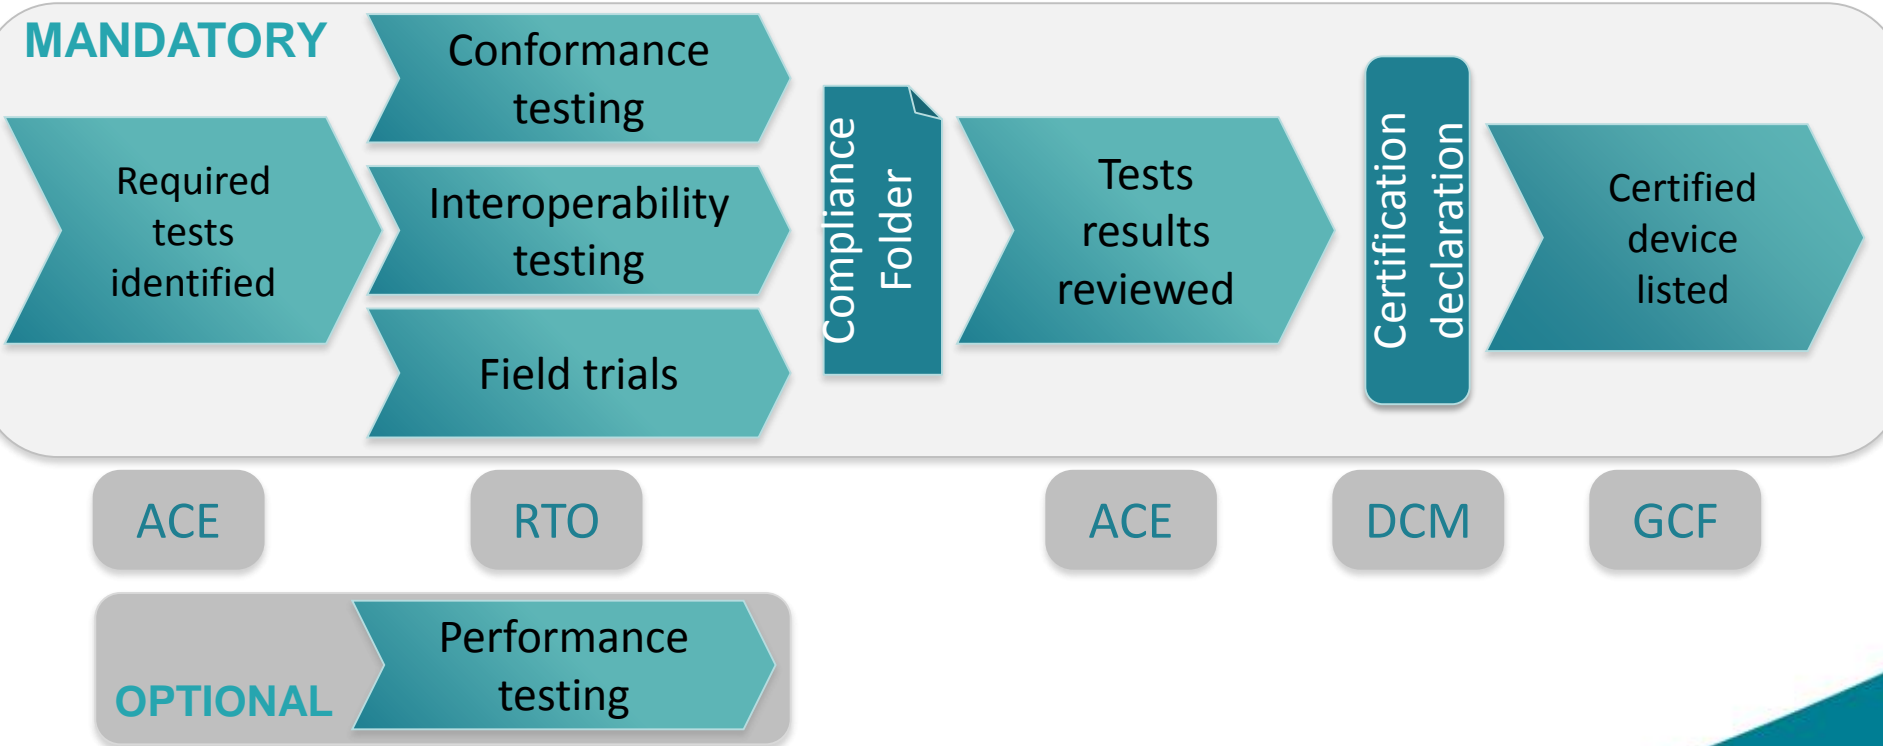 MANDATORY
Required
tests
identified
Conformance
testing
Interoperability
testing
Field trials
Compliance
Folder
Tests
results
reviewed
Certification
declaration
Certified
device
listed
ACE
RTO
ACE
DCM
GCF
OPTIONAL
Performance
testing